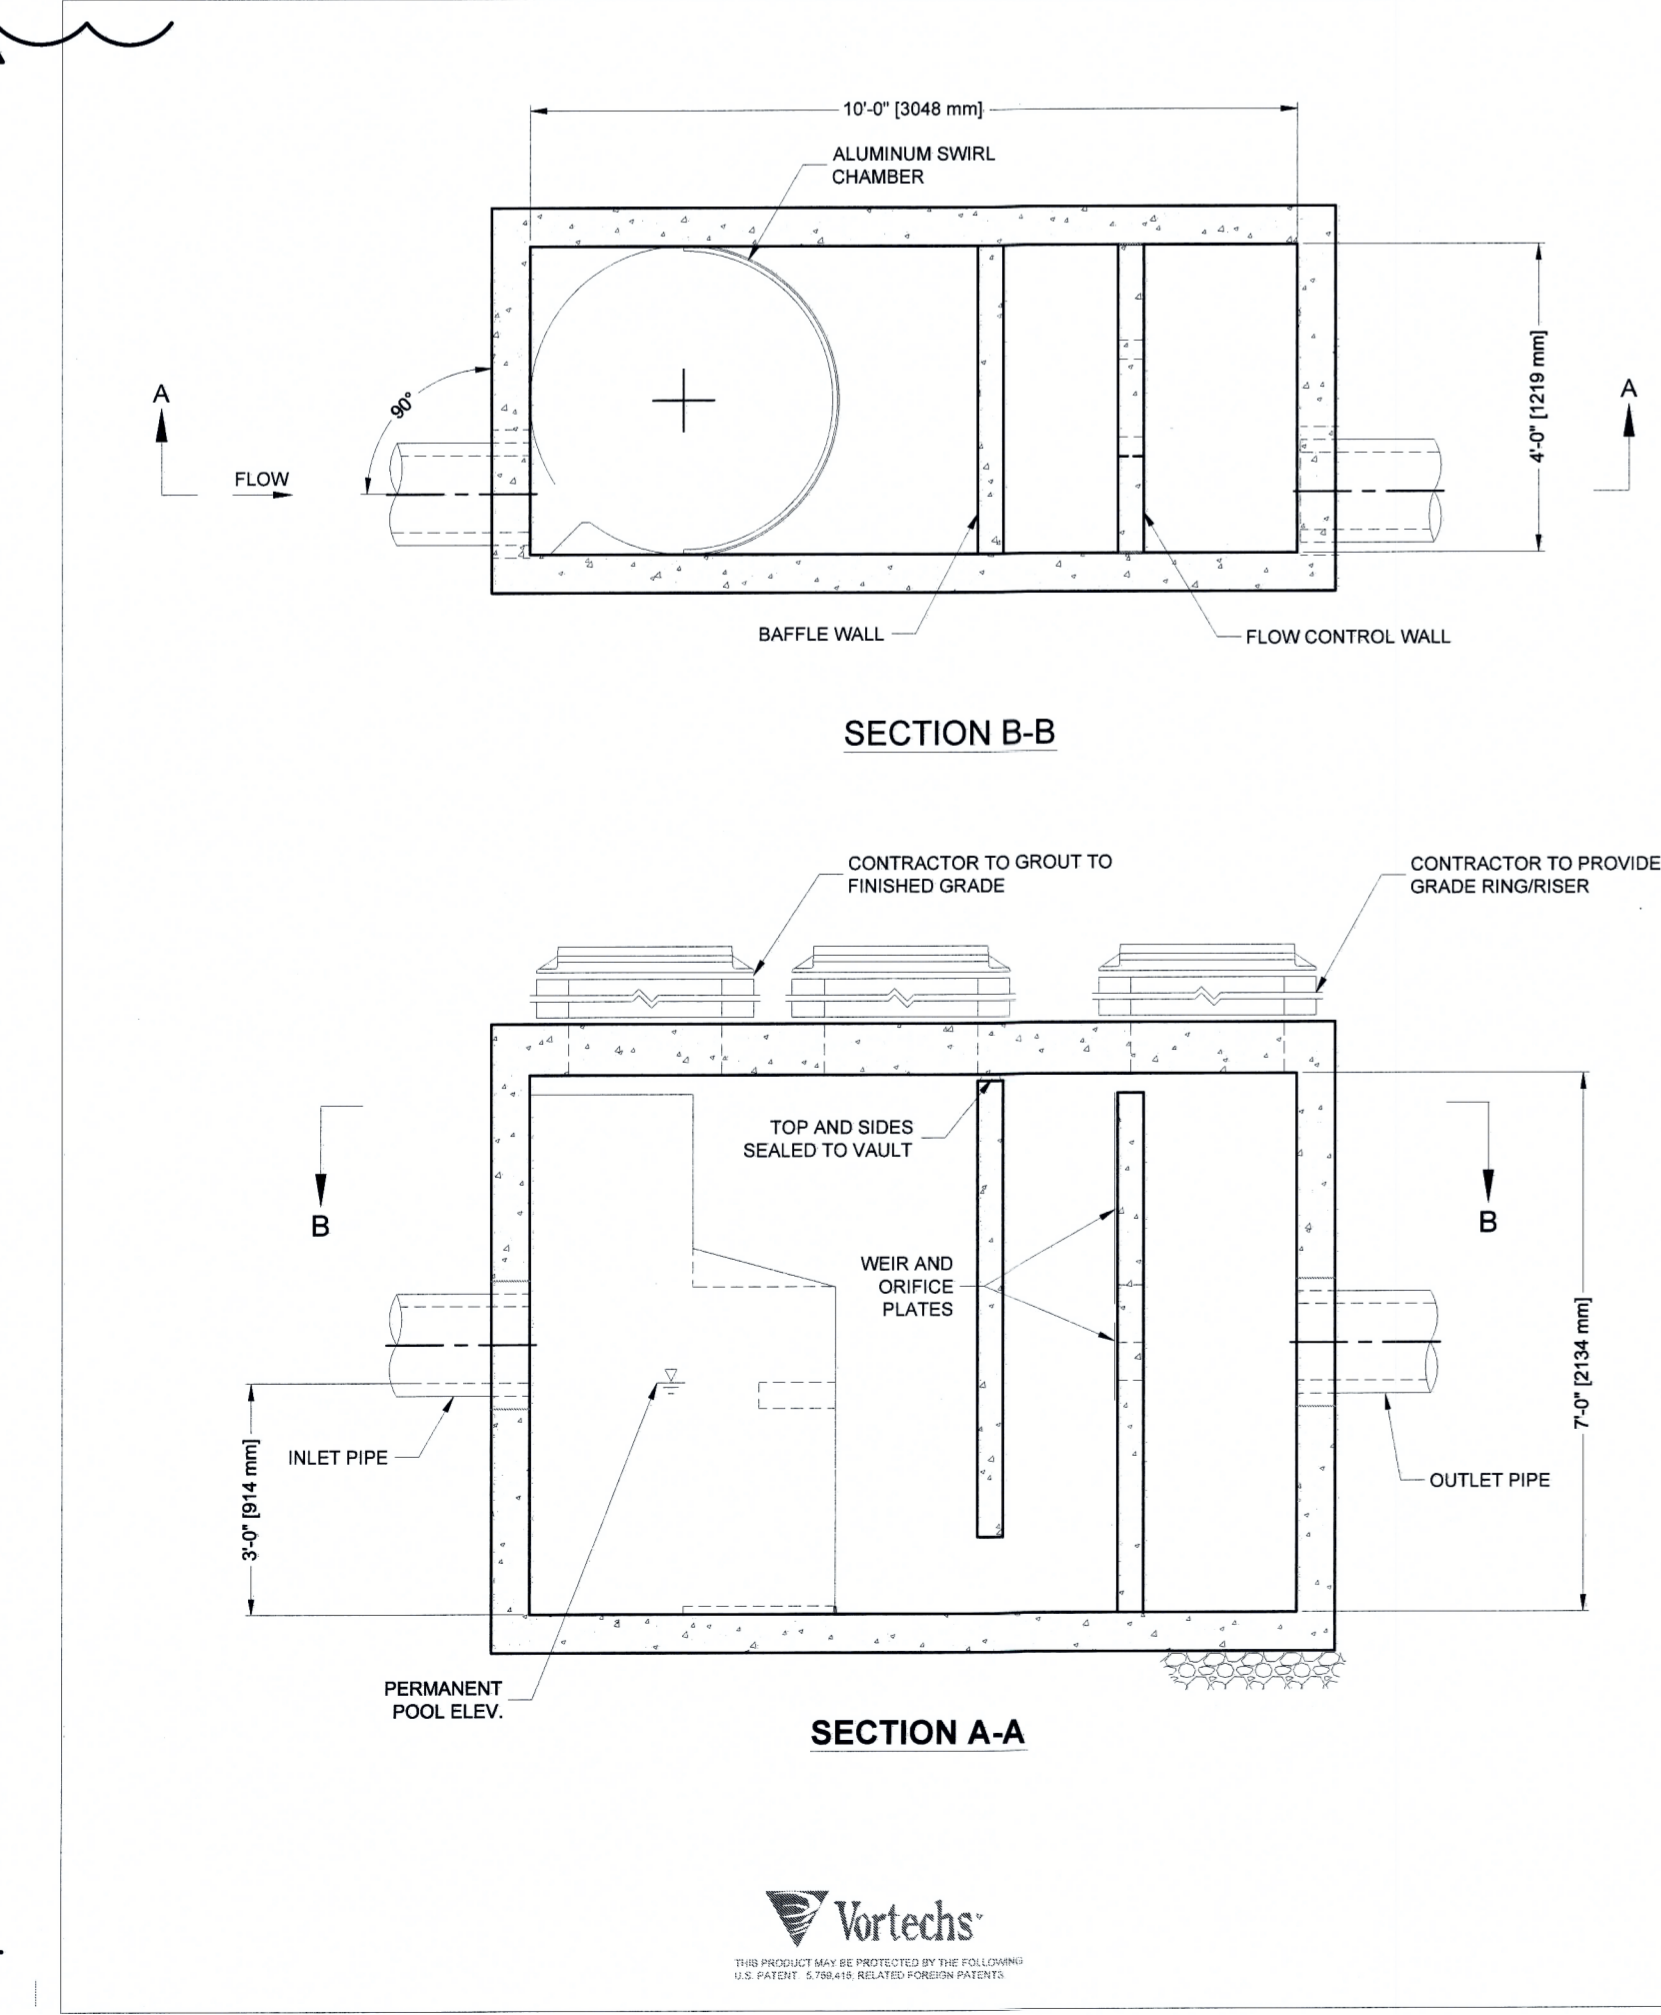 10'-0" [3048 mm]
ALUMINUM SWIRL
CHAMBER
A
90°
FLOW
4'-0" [1219 mm]
A
BAFFLE WALL
FLOW CONTROL WALL
SECTION B-B
CONTRACTOR TO GROUT TO
FINISHED GRADE
CONTRACTOR TO PROVIDE
GRADE RING/RISER
TOP AND SIDES
SEALED TO VAULT
B
B
WEIR AND
ORIFICE
PLATES
7'-0" [2134 mm]
3'-0" [914 mm]
INLET PIPE
OUTLET PIPE
PERMANENT
POOL ELEV.
SECTION A-A
Vortechs
THIS PRODUCT MAY BE PROTECTED BY THE FOLLOWING
U.S. PATENT: RELATED FOREIGN PATENTS